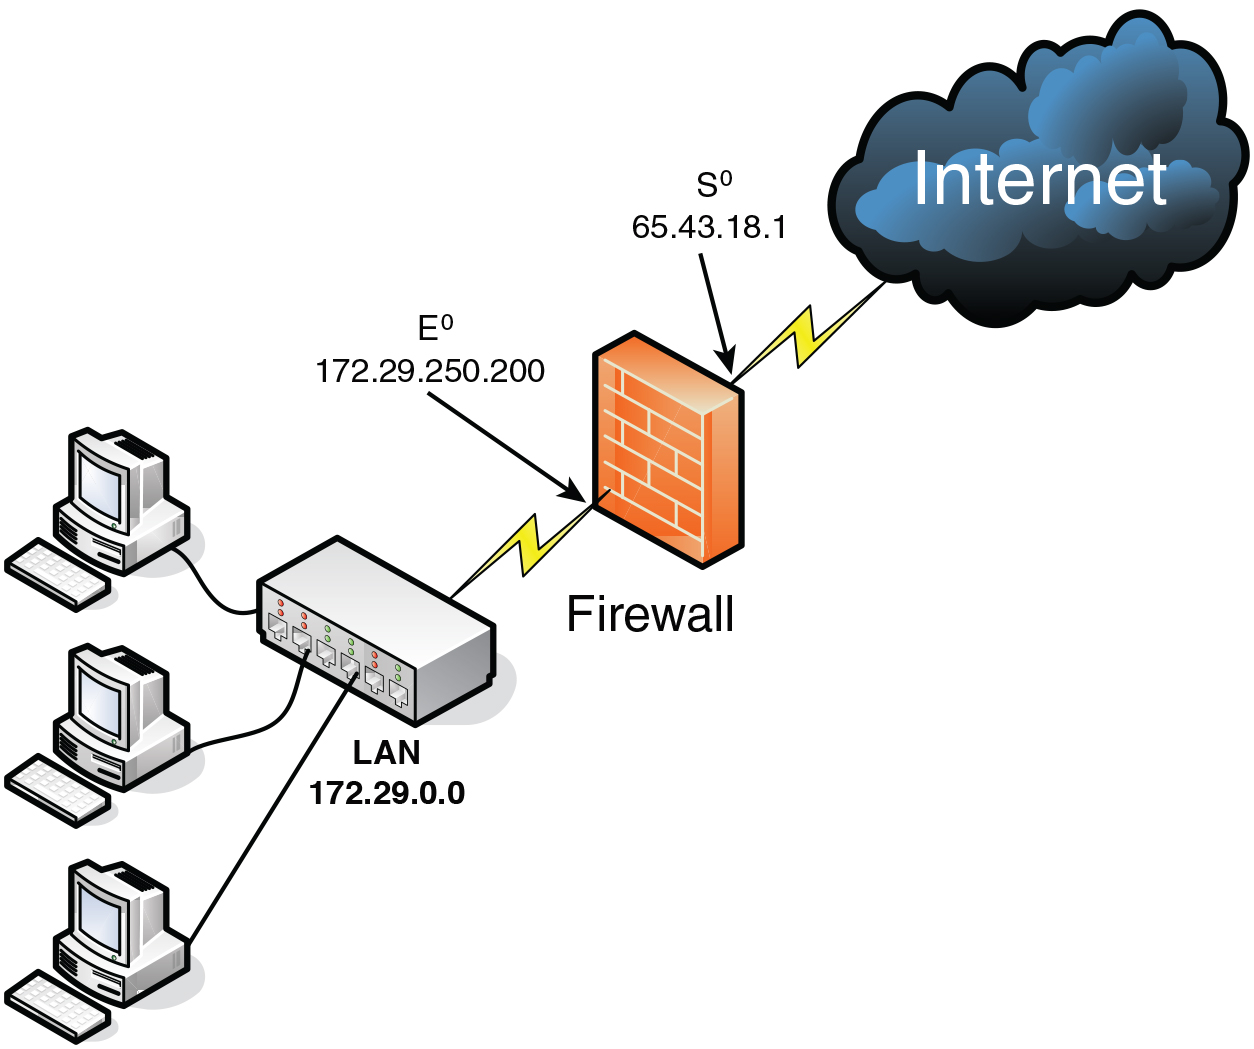 Internet
S⁰
65.43.18.1
E⁰
172.29.250.200
Firewall
LAN
172.29.0.0